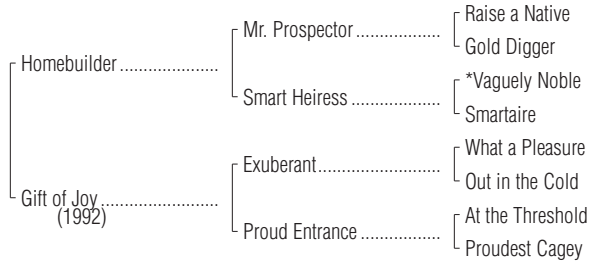 Raise a Native
Mr. Prospector ..................
Gold Digger
Homebuilder .....................
*Vaguely Noble
Smart Heiress ...................
Smartaire
What a Pleasure
Exuberant..........................
Out in the Cold
Gift of Joy.........................
(1992)
At the Threshold
Proud Entrance .................
Proudest Cagey